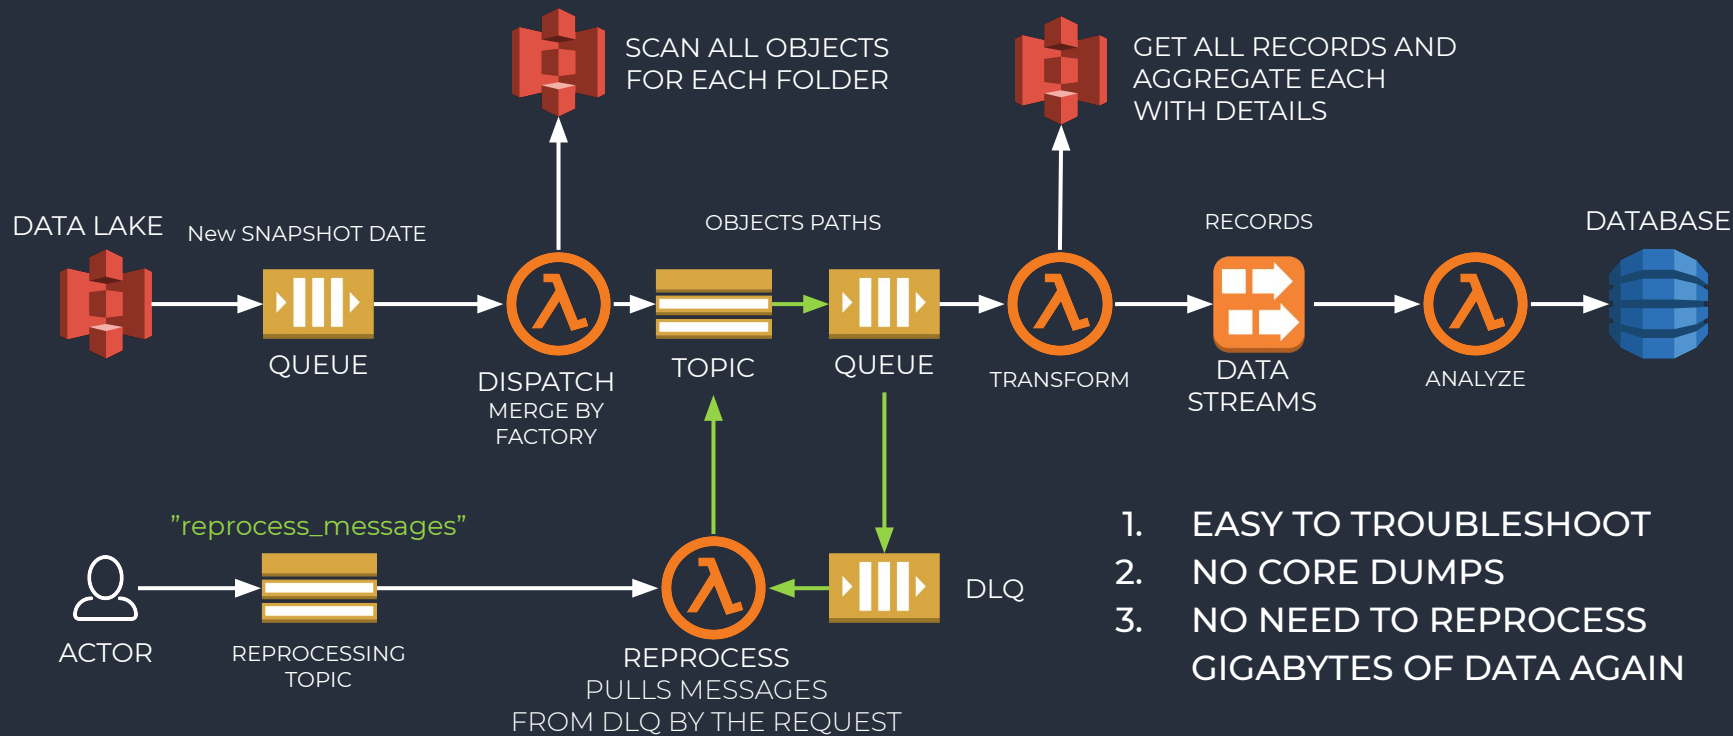 SCAN ALL OBJECTS
FOR EACH FOLDER
GET ALL RECORDS AND
AGGREGATE EACH
WITH DETAILS
DATA LAKE
New SNAPSHOT DATE
OBJECTS PATHS
RECORDS
DATABASE
QUEUE
DISPATCH
MERGE BY
FACTORY
TOPIC
QUEUE
TRANSFORM
DATA
STREAMS
ANALYZE
”reprocess_messages”
ACTOR
REPROCESSING
TOPIC
REPROCESS
PULLS MESSAGES
FROM DLQ BY THE REQUEST
DLQ
1. EASY TO TROUBLESHOOT
2. NO CORE DUMPS
3. NO NEED TO REPROCESS
GIGABYTES OF DATA AGAIN